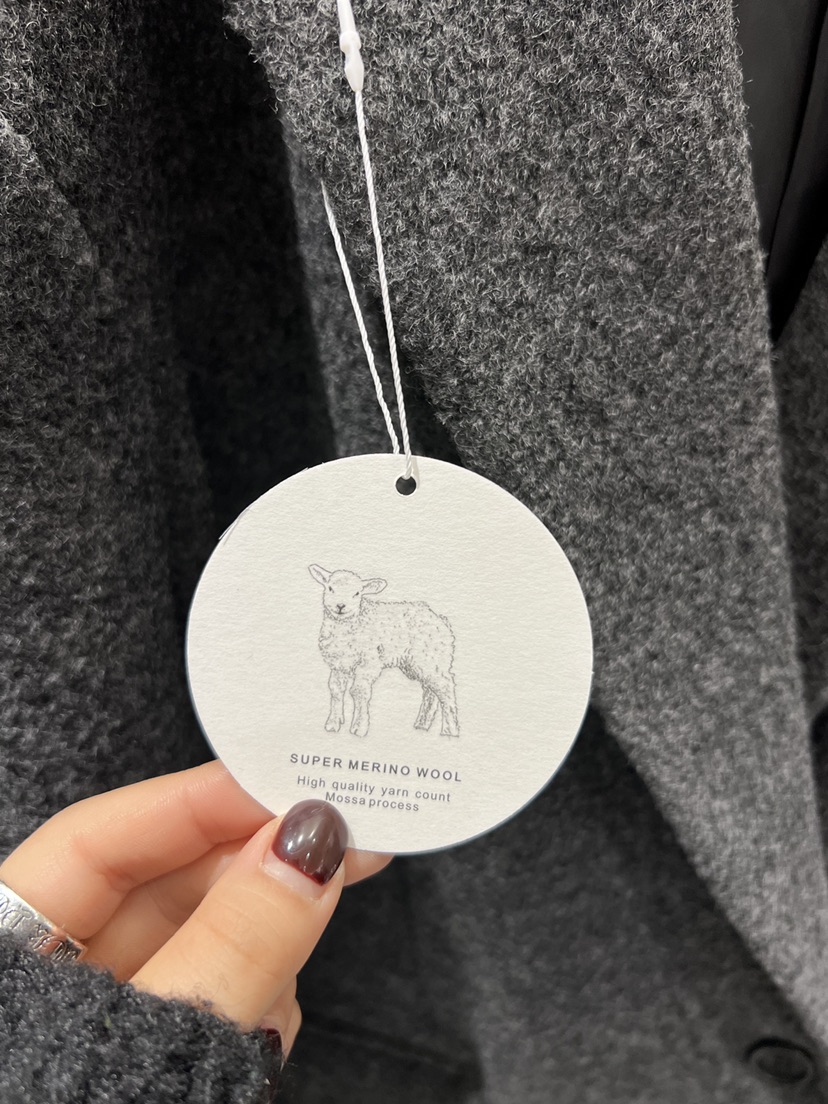 SUPER MERINO WOOL
High quality yarn count
Mossa process